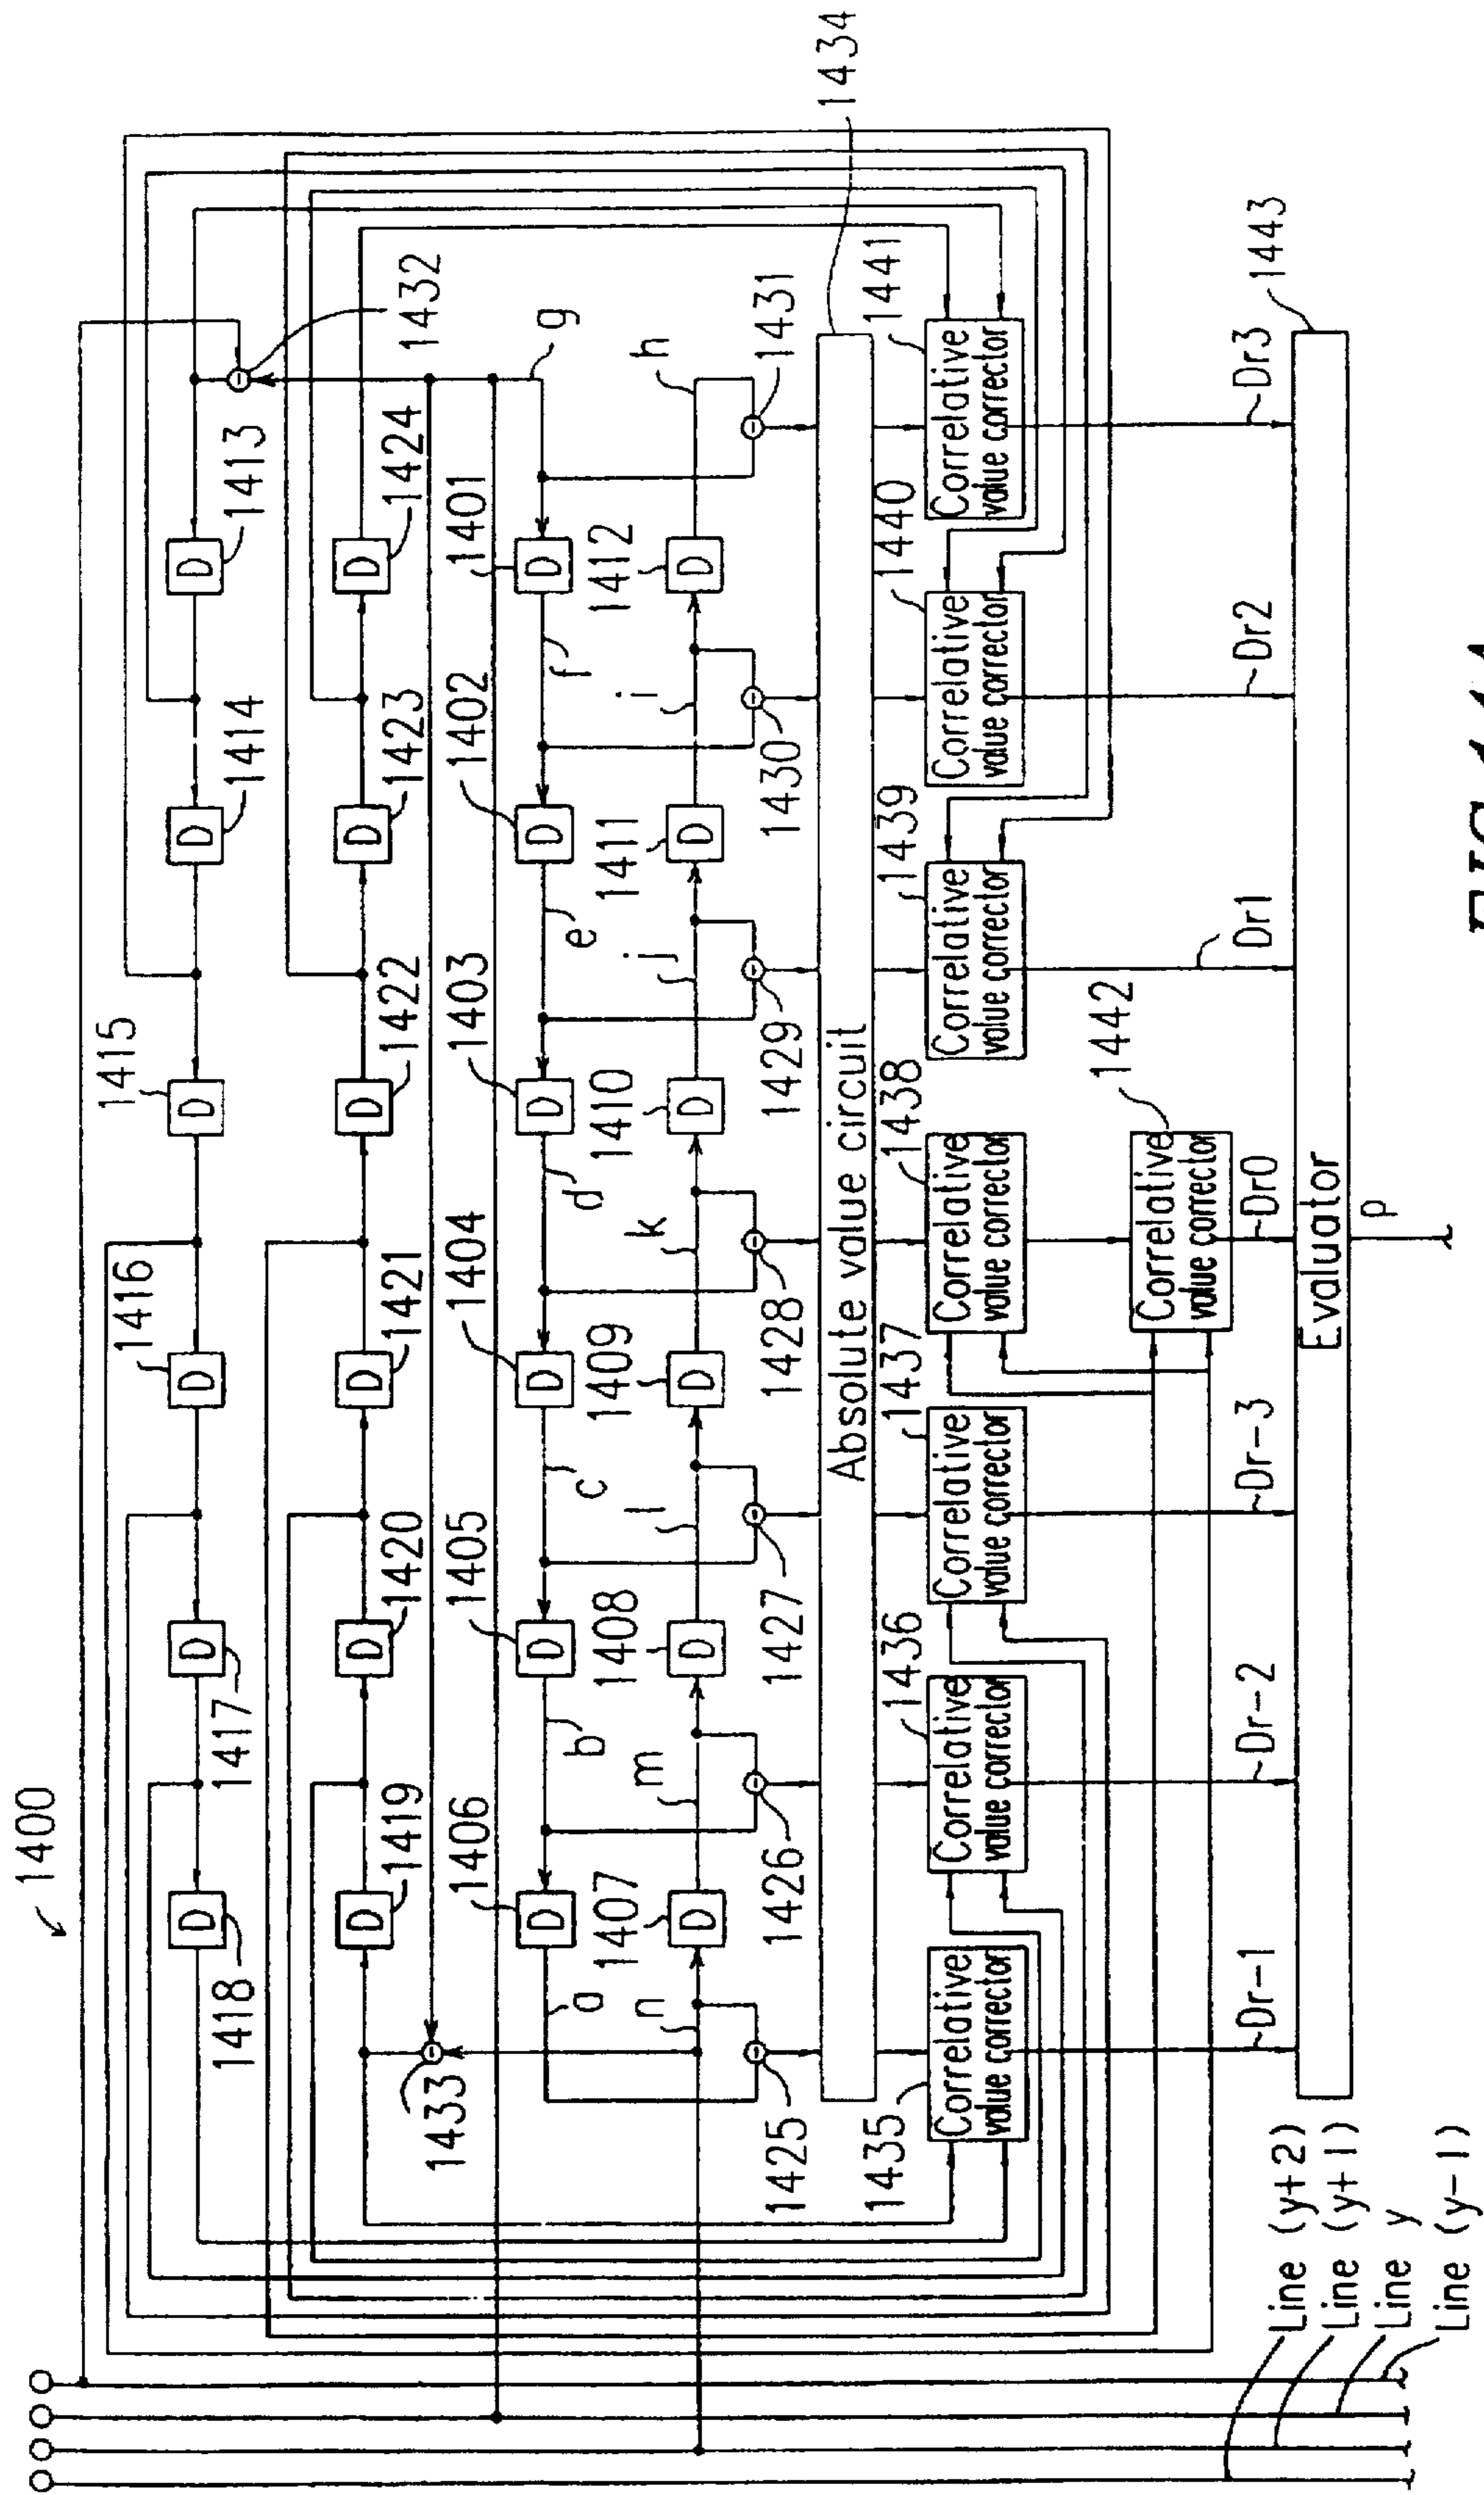 1400
1415
1416
1413
1414
1417
1418
D
D
D
D
D
D
1432
1419
1420
1421
1422
1423
1424
D
D
D
D
D
D
1433
1406
1405
1404
1403
1402
1401
D
D
D
D
D
D
a
b
c
d
e
f
g
1407
1408
1409
1410
1411
1412
n
m
l
k
j
i
h
D
D
D
D
D
D
1425
1426
1427
1428
1429
1430
1431
Absolute value circuit
1434
1435
1436
1437
1438
1439
1440
1441
Correlative
value corrector
Correlative
value corrector
Correlative
value corrector
Correlative
value corrector
Correlative
value corrector
Correlative
value corrector
Correlative
value corrector
1442
Correlative
value corrector
Dr-1
Dr-2
Dr-3
Dr0
Dr1
Dr2
Dr3
1443
Evaluator
p
Line (y+2)
Line (y+1)
Line y
Line (y-1)